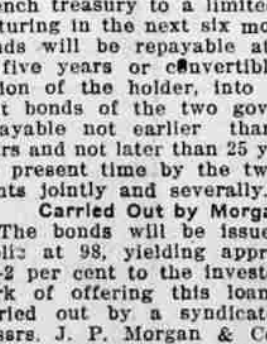 ench treasury to a limite
turing in the next six mo
nds will be repayable at
five years or convertibl
ion of the holder, into
t bonds of the two gov
ayable not earlier than
rs and not later than 25 y
present time by the tw
nts jointly and severally.
Carried Out by Morga
The bonds will be issue
lic at 98, yielding appr
-2 per cent to the invest
rk of offering this loan
ried out by a syndicat
ssrs. J. P. Morgan & Co